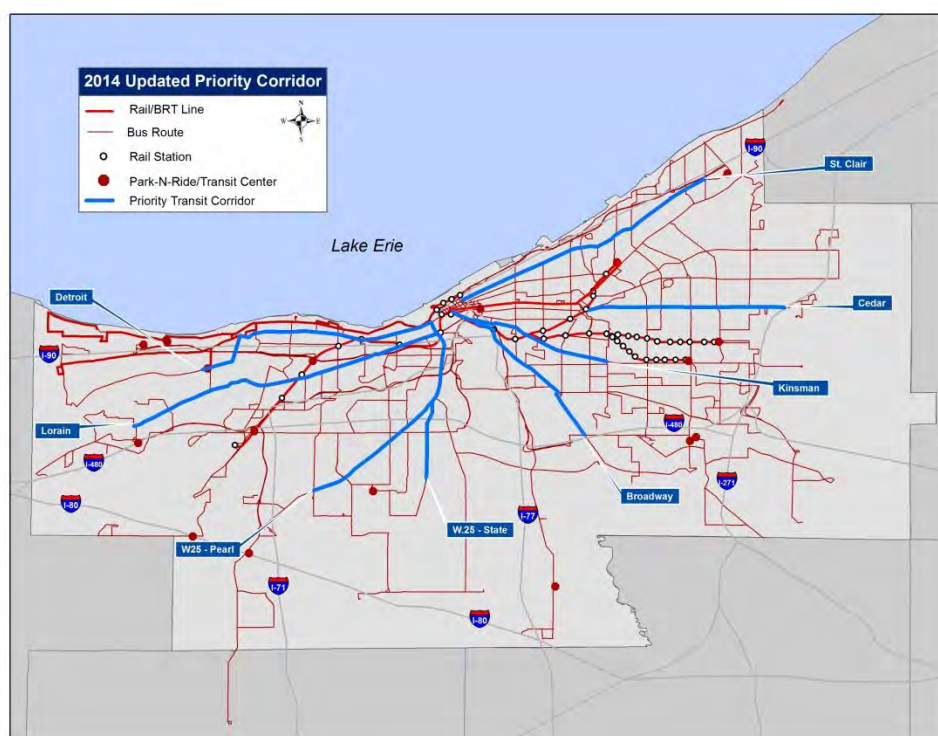 2014 Updated Priority Corridor
Rail/BRT Line
Bus Route
Rail Station
Park-N-Ride/Transit Center
Priority Transit Corridor
N
W E
S
I-90
St. Clair
Lake Erie
Detroit
Cedar
I-90
Kinsman
Lorain
I-480
I-480
I-271
I-80
Broadway
I-77
W.25 - State
W25 - Pearl
I-71
I-80